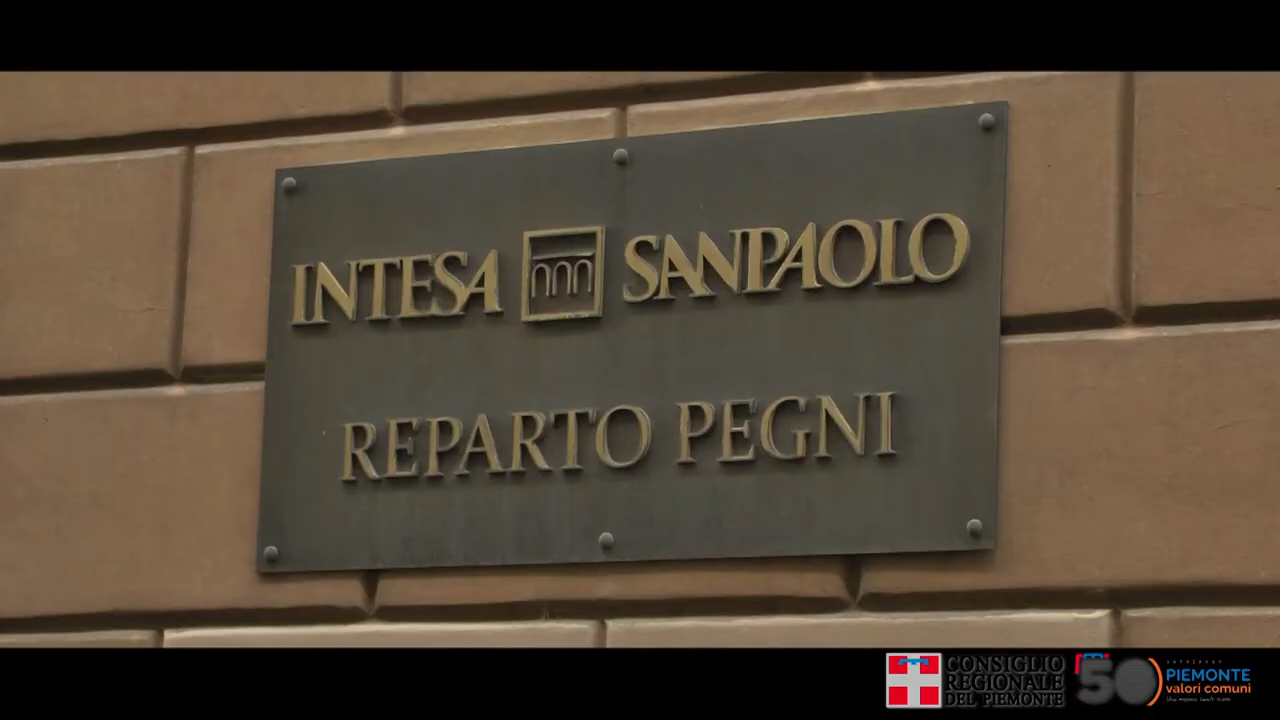 INTESA SANPAOLO
REPARTO PEGNI
CONSIGLIO
REGIONALE
DEL PIEMONTE
50
PIEMONTE
valori comuni